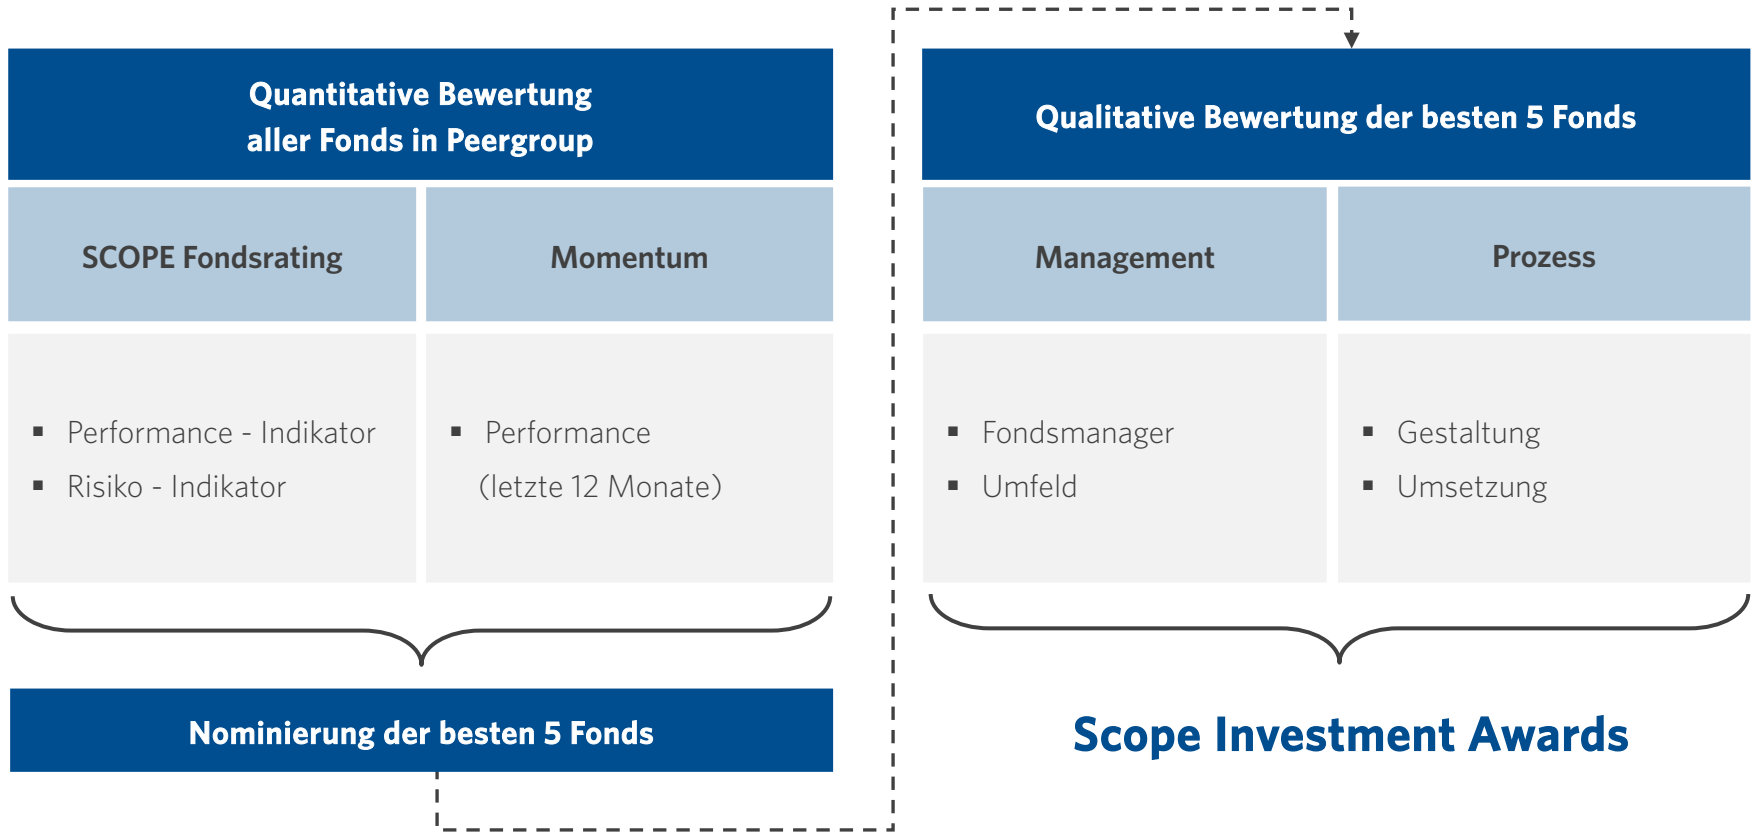 Quantitative Bewertung
aller Fonds in Peergroup
SCOPE Fondsrating
Momentum
▪ Performance - Indikator
▪ Risiko - Indikator
▪ Performance
(letzte 12 Monate)
Nominierung der besten 5 Fonds
Qualitative Bewertung der besten 5 Fonds
Management
Prozess
▪ Fondsmanager
▪ Umfeld
▪ Gestaltung
▪ Umsetzung
Scope Investment Awards